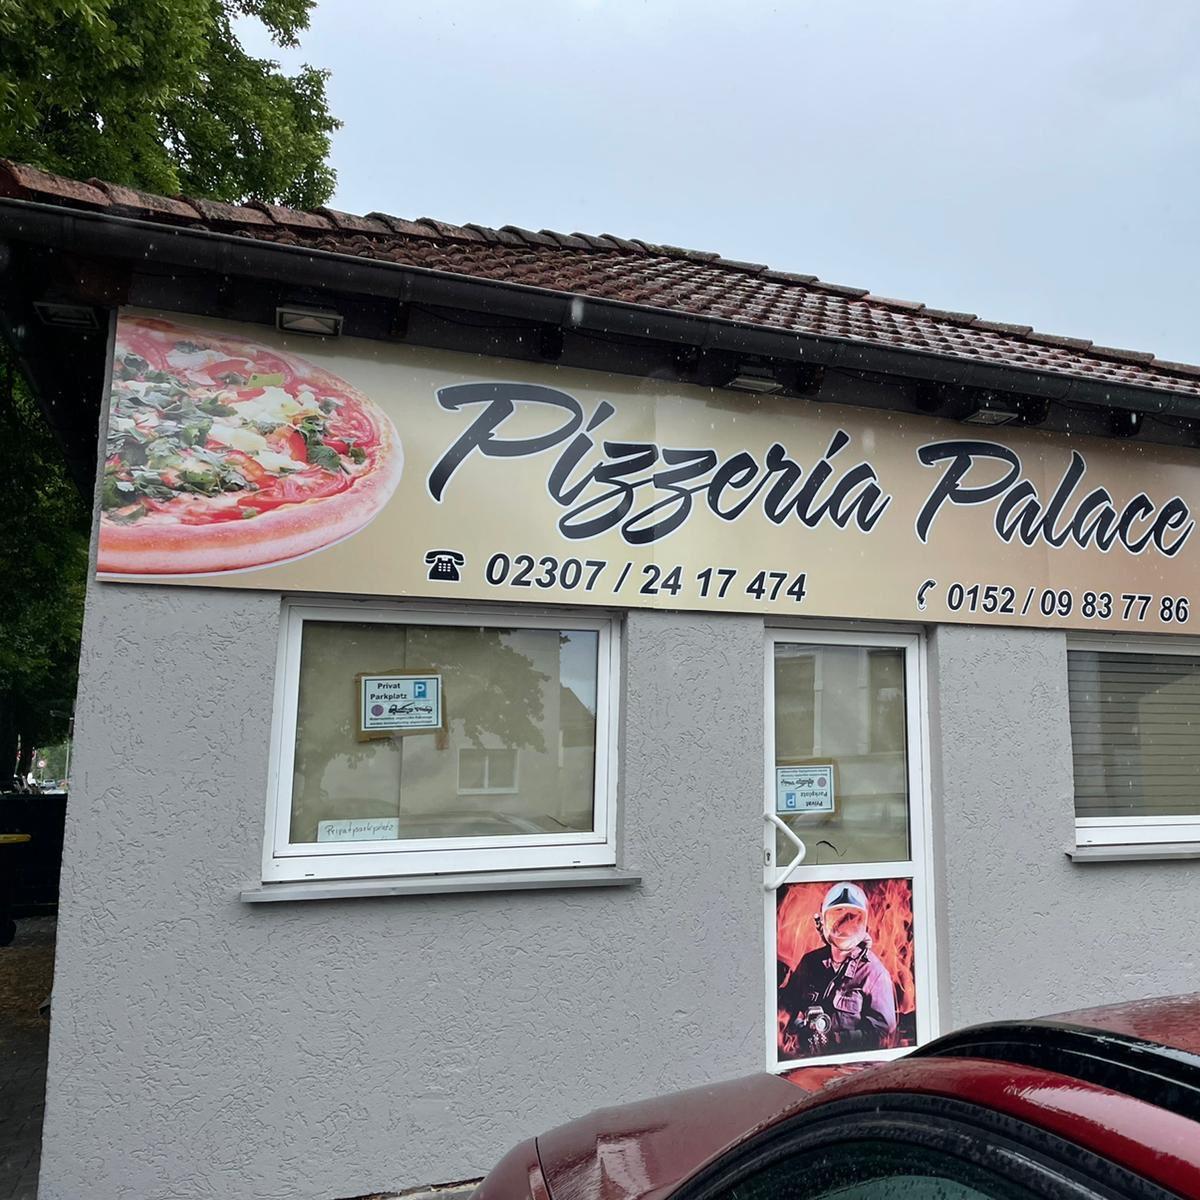 Pizzeria Palace
02307 / 24 17 474
0152 / 09 83 77 86
Privat
Parkplatz
P
Privatparkplatz
Privat
Parkplatz
P